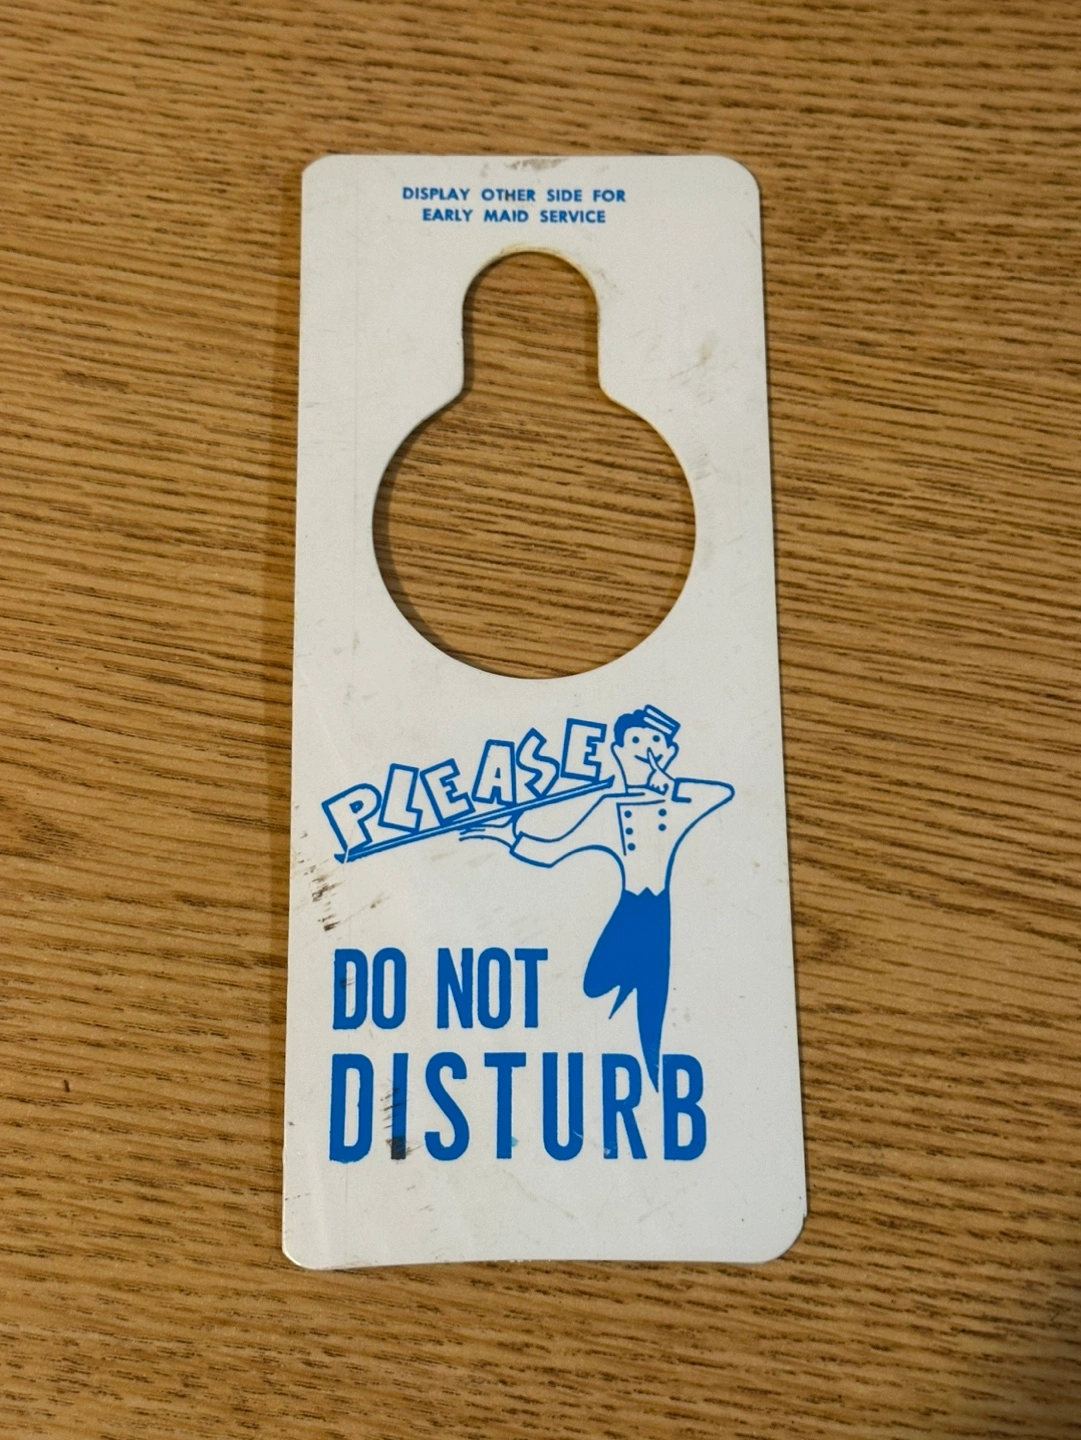 DISPLAY OTHER SIDE FOR
EARLY MAID SERVICE
PLEASE
DO NOT
DISTURB